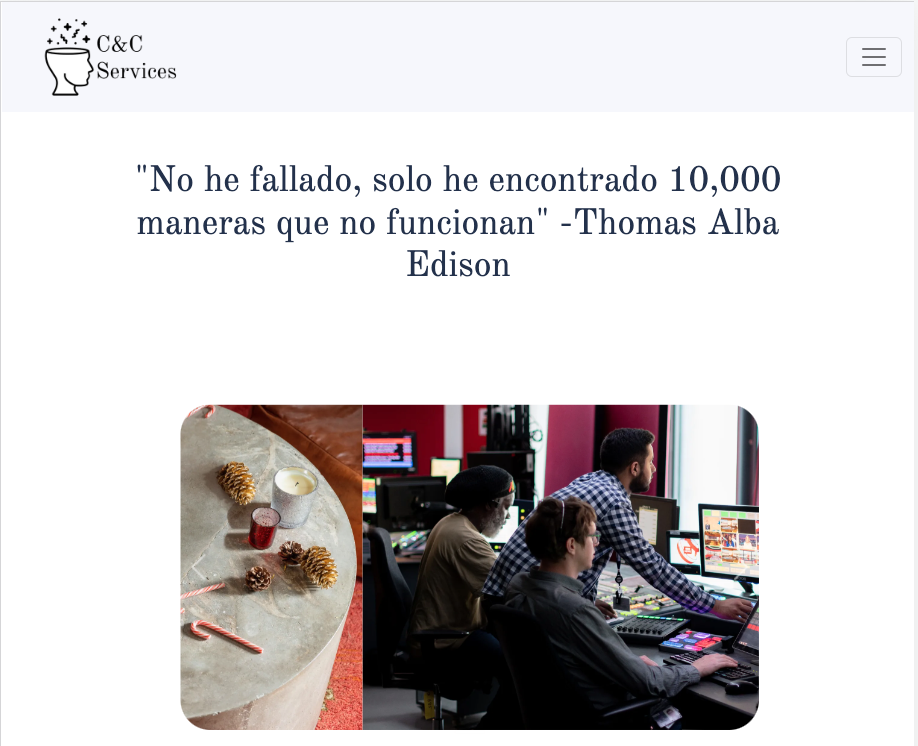 C&C
Services
"No he fallado, solo he encontrado 10,000
maneras que no funcionan" -Thomas Alba
Edison